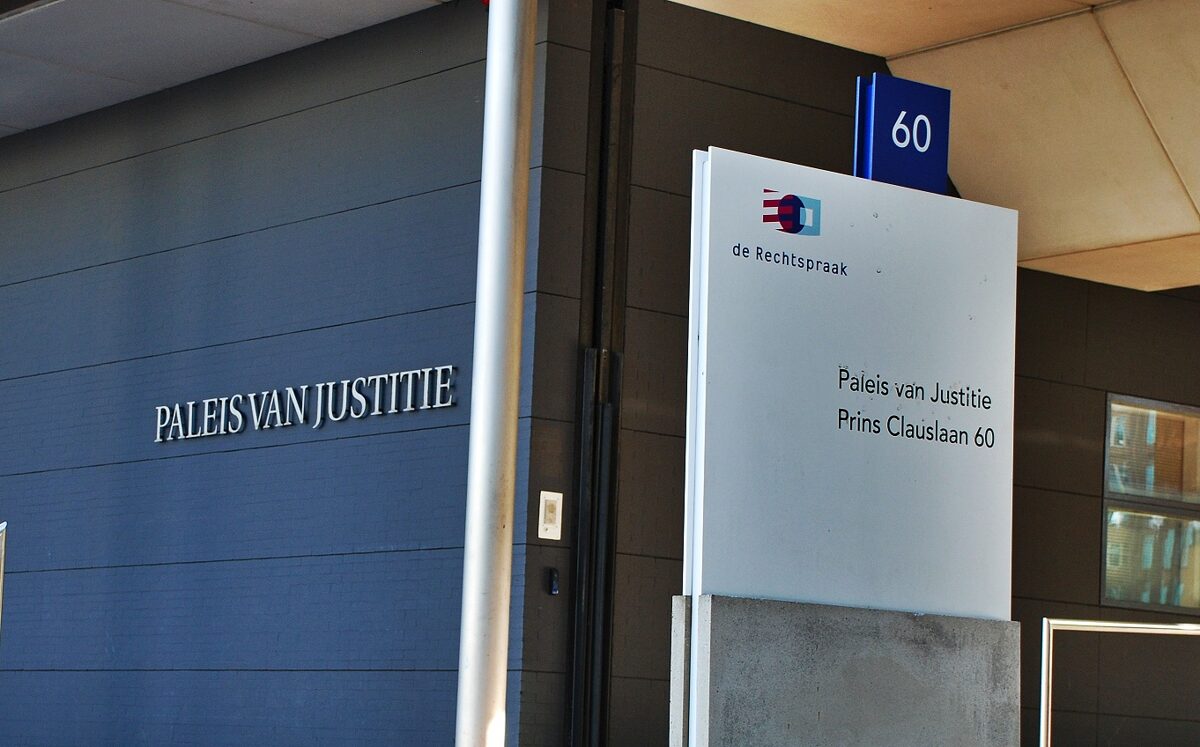 PALEIS VAN JUSTITIE
60
de Rechtspraak
Paleis van Justitie
Prins Clauslaan 60